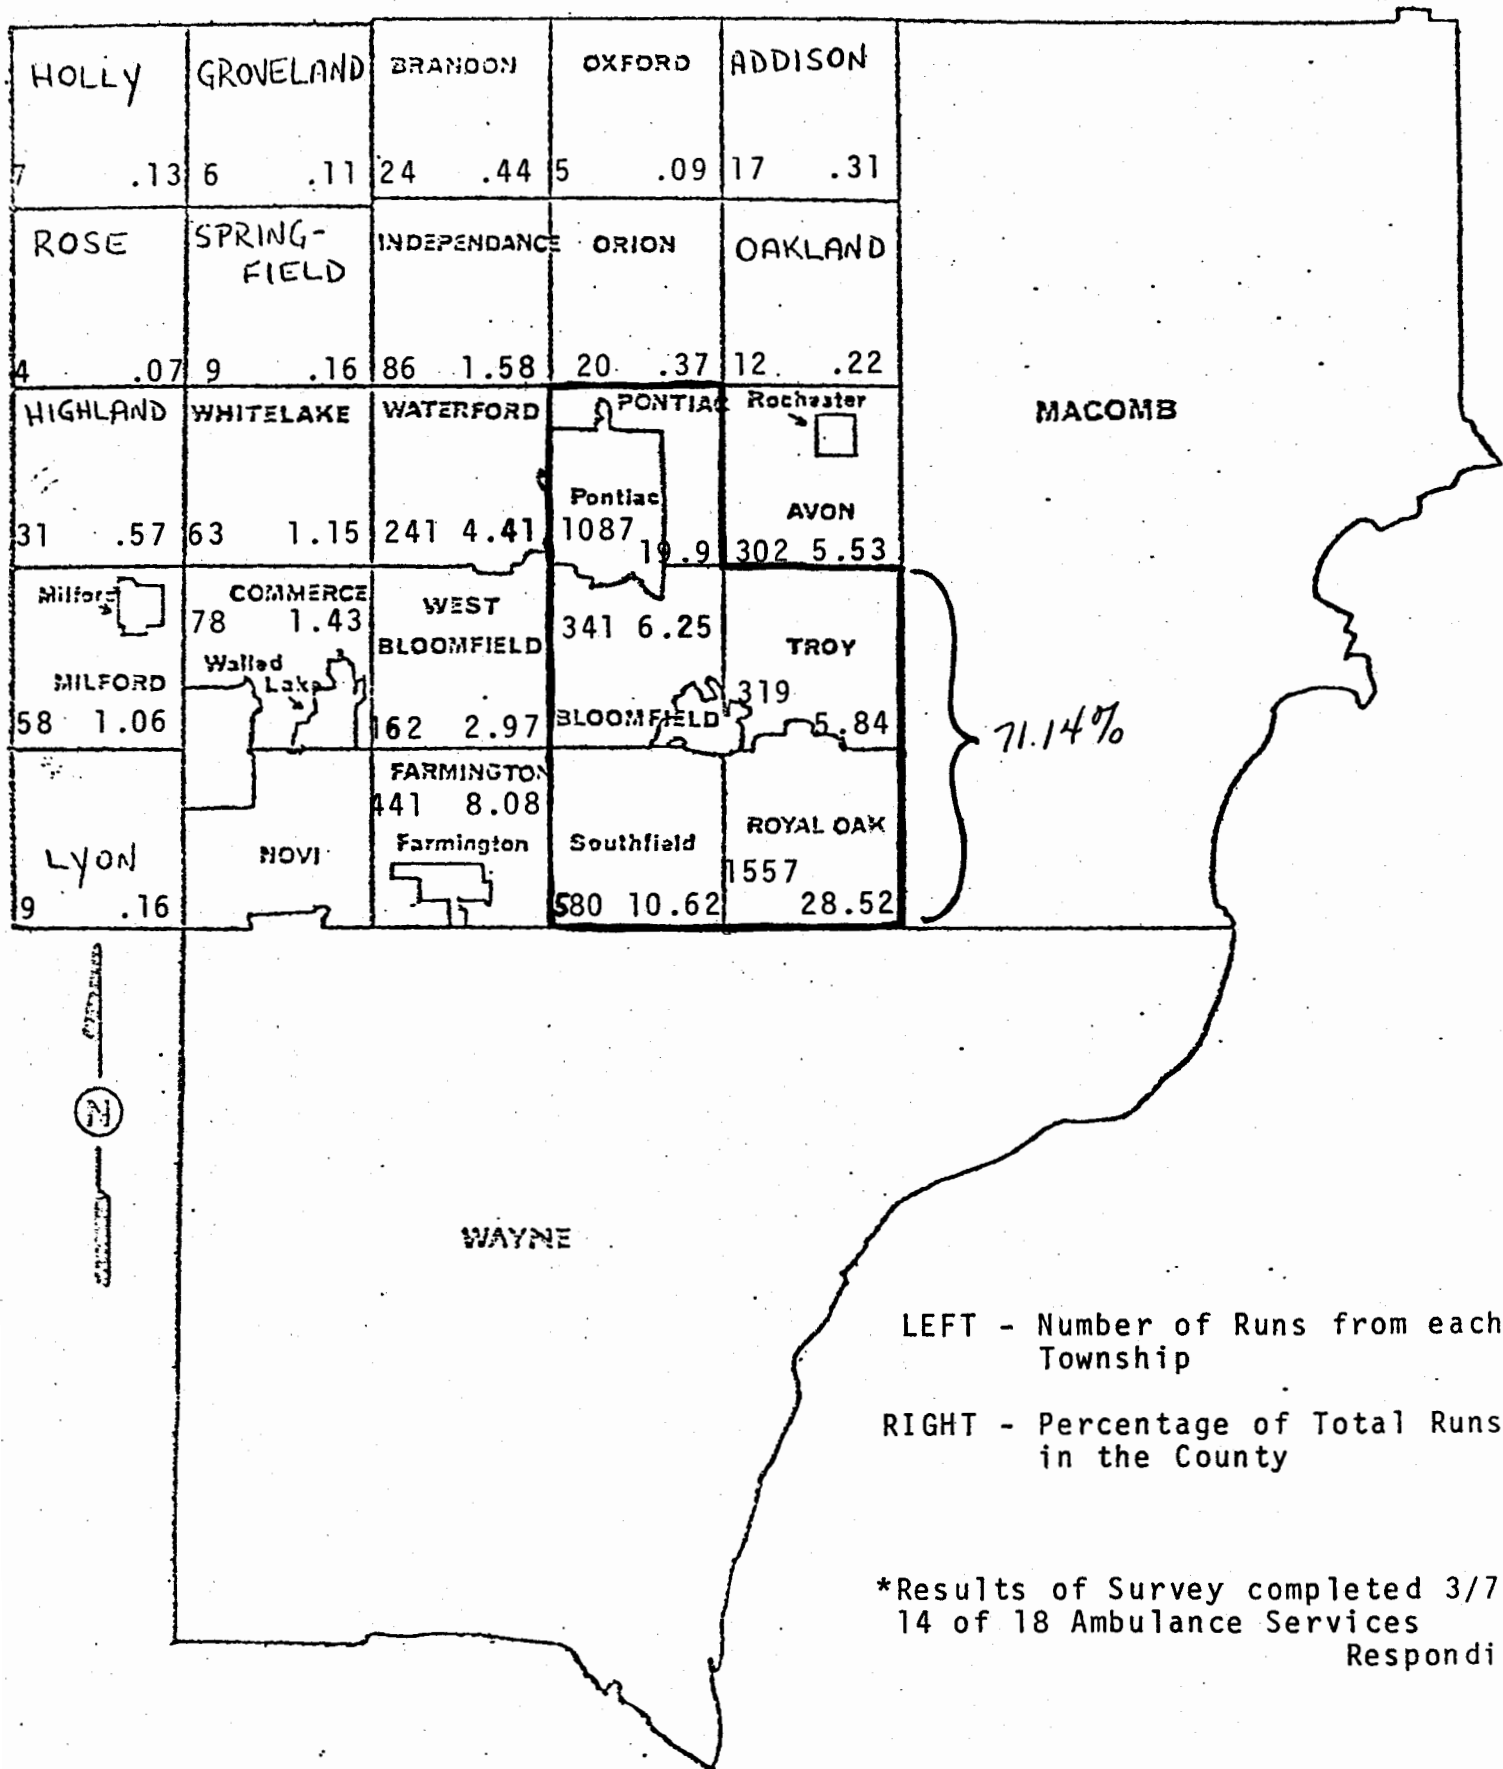 HOLLY
7 .13
GROVELAND
6 .11
BRANDON
24 .44
OXFORD
5 .09
ADDISON
17 .31
ROSE
4 .07
SPRING-
FIELD
9 .16
INDEPENDANCE
86 1.58
ORION
20 .37
OAKLAND
12 .22
HIGHLAND
31 .57
WHITELAKE
63 1.15
WATERFORD
241 4.41
PONTIAC
Pontiac
1087
19.9
Rochester
AVON
302 5.53
MACOMB
Milford
MILFORD
58 1.06
COMMERCE
78 1.43
Walled
Lake
WEST
BLOOMFIELD
162 2.97
341 6.25
BLOOMFIELD
TROY
319
5.84
71.14%
LYON
9 .16
NOVI
FARMINGTON
441 8.08
Farmington
Southfield
580 10.62
ROYAL OAK
1557
28.52
N
WAYNE
LEFT - Number of Runs from each
Township
RIGHT - Percentage of Total Runs
in the County
*Results of Survey completed 3/7
14 of 18 Ambulance Services
Respondi